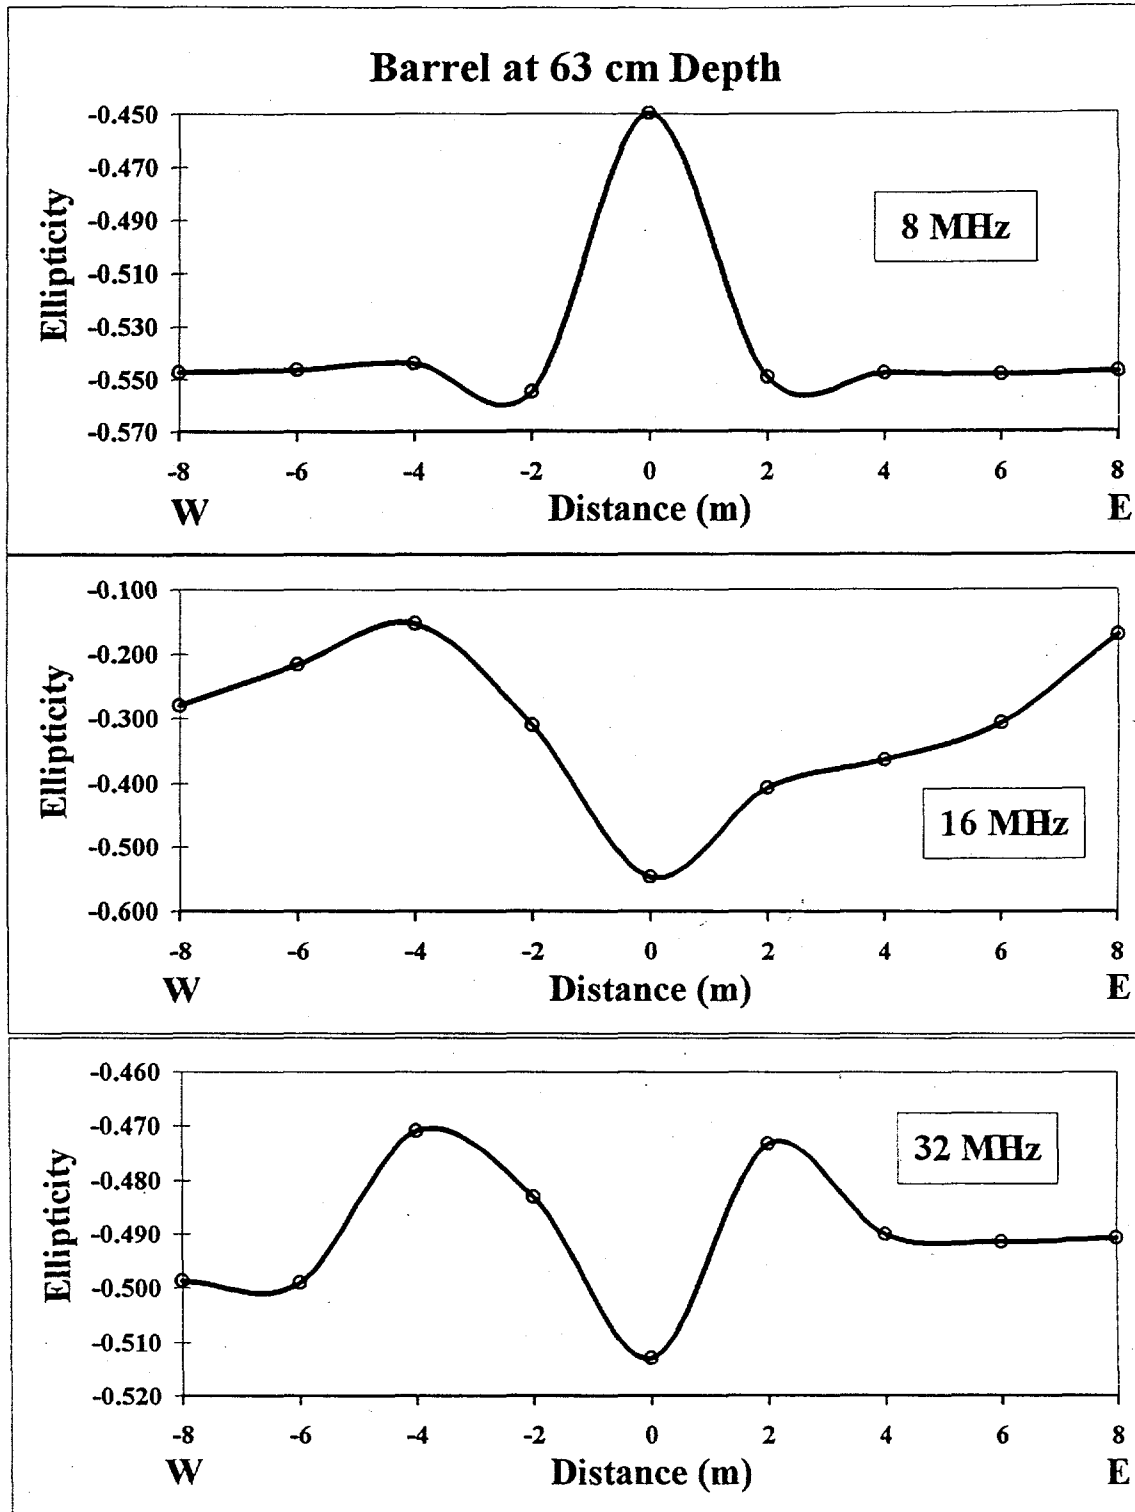 Barrel at 63 cm Depth
-0.450
-0.470
-0.490
-0.510
-0.530
-0.550
-0.570
Ellipticity
8 MHz
-8 -6 -4 -2 0 2 4 6 8
W Distance (m) E
-0.100
-0.200
-0.300
-0.400
-0.500
-0.600
Ellipticity
16 MHz
-8 -6 -4 -2 0 2 4 6 8
W Distance (m) E
-0.460
-0.470
-0.480
-0.490
-0.500
-0.510
-0.520
Ellipticity
32 MHz
-8 -6 -4 -2 0 2 4 6 8
W Distance (m) E